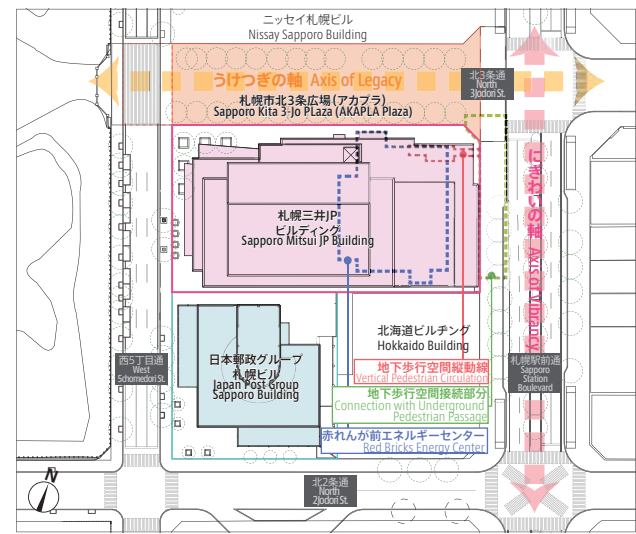 ニッセイ札幌ビル
Nissay Sapporo Building
うけつぎの軸 Axis of Legacy
札幌市北3条広場(アカプラ)
Sapporo Kita 3-Jo PLaza (AKAPLA Plaza)
北3条通
North
3Jodori St.
にぎわいの軸 Axis of Vibrancy
札幌三井JP
ビルディング
Sapporo Mitsui JP Building
北海道ビルヂング
Hokkaido Building
日本郵政グループ
札幌ビル
Japan Post Group
Sapporo Building
西5丁目通
West
5chomedori St.
地下歩行空間縦動線
Vertical Pedestrian Circulation
地下歩行空間接続部分
Connection with Underground
Pedestrian Passage
赤れんが前エネルギーセンター
Red Bricks Energy Center
札幌駅前通
Sapporo
Station
Boulevard
N
北2条通
North
2Jodori St.